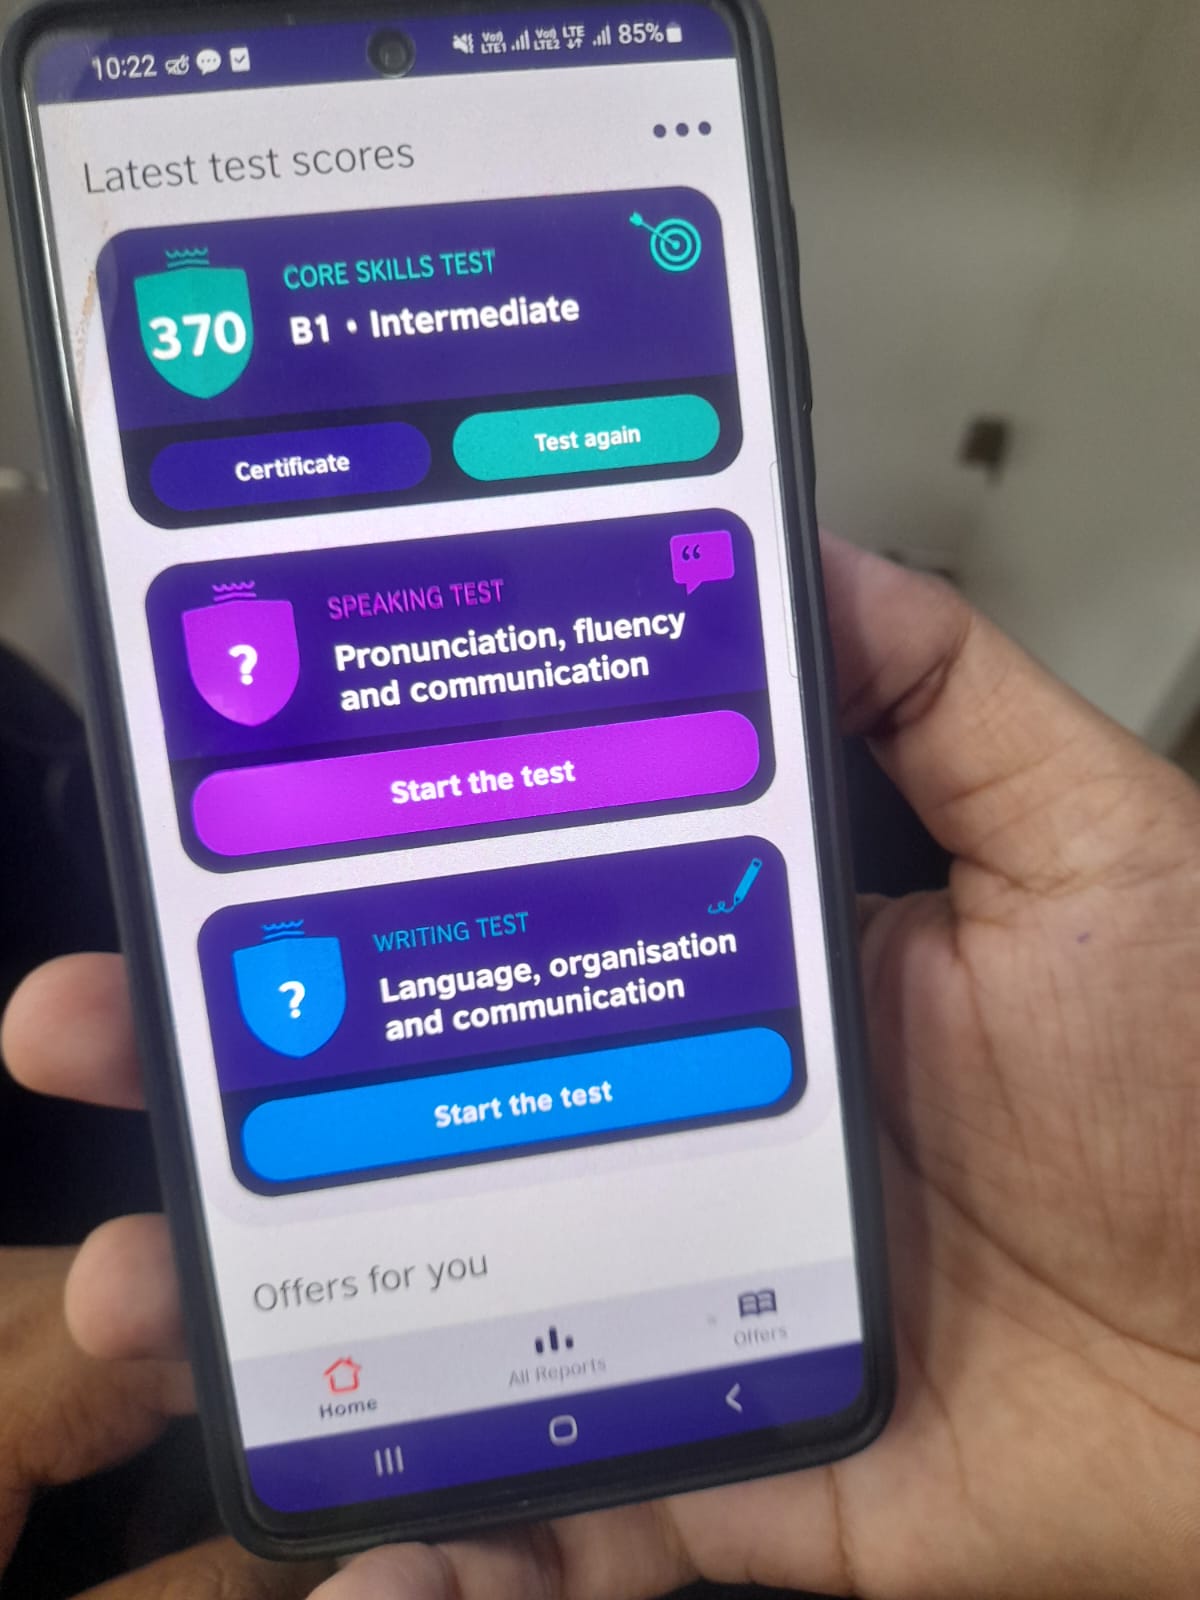 10:22
Voo) LTE1 Voo) LTE2 LTE 85%
Latest test scores
370
CORE SKILLS TEST
B1 • Intermediate
Certificate
Test again
?
SPEAKING TEST
“
Pronunciation, fluency
and communication
Start the test
?
WRITING TEST
Language, organisation
and communication
Start the test
Offers for you
Home
All Reports
Offers